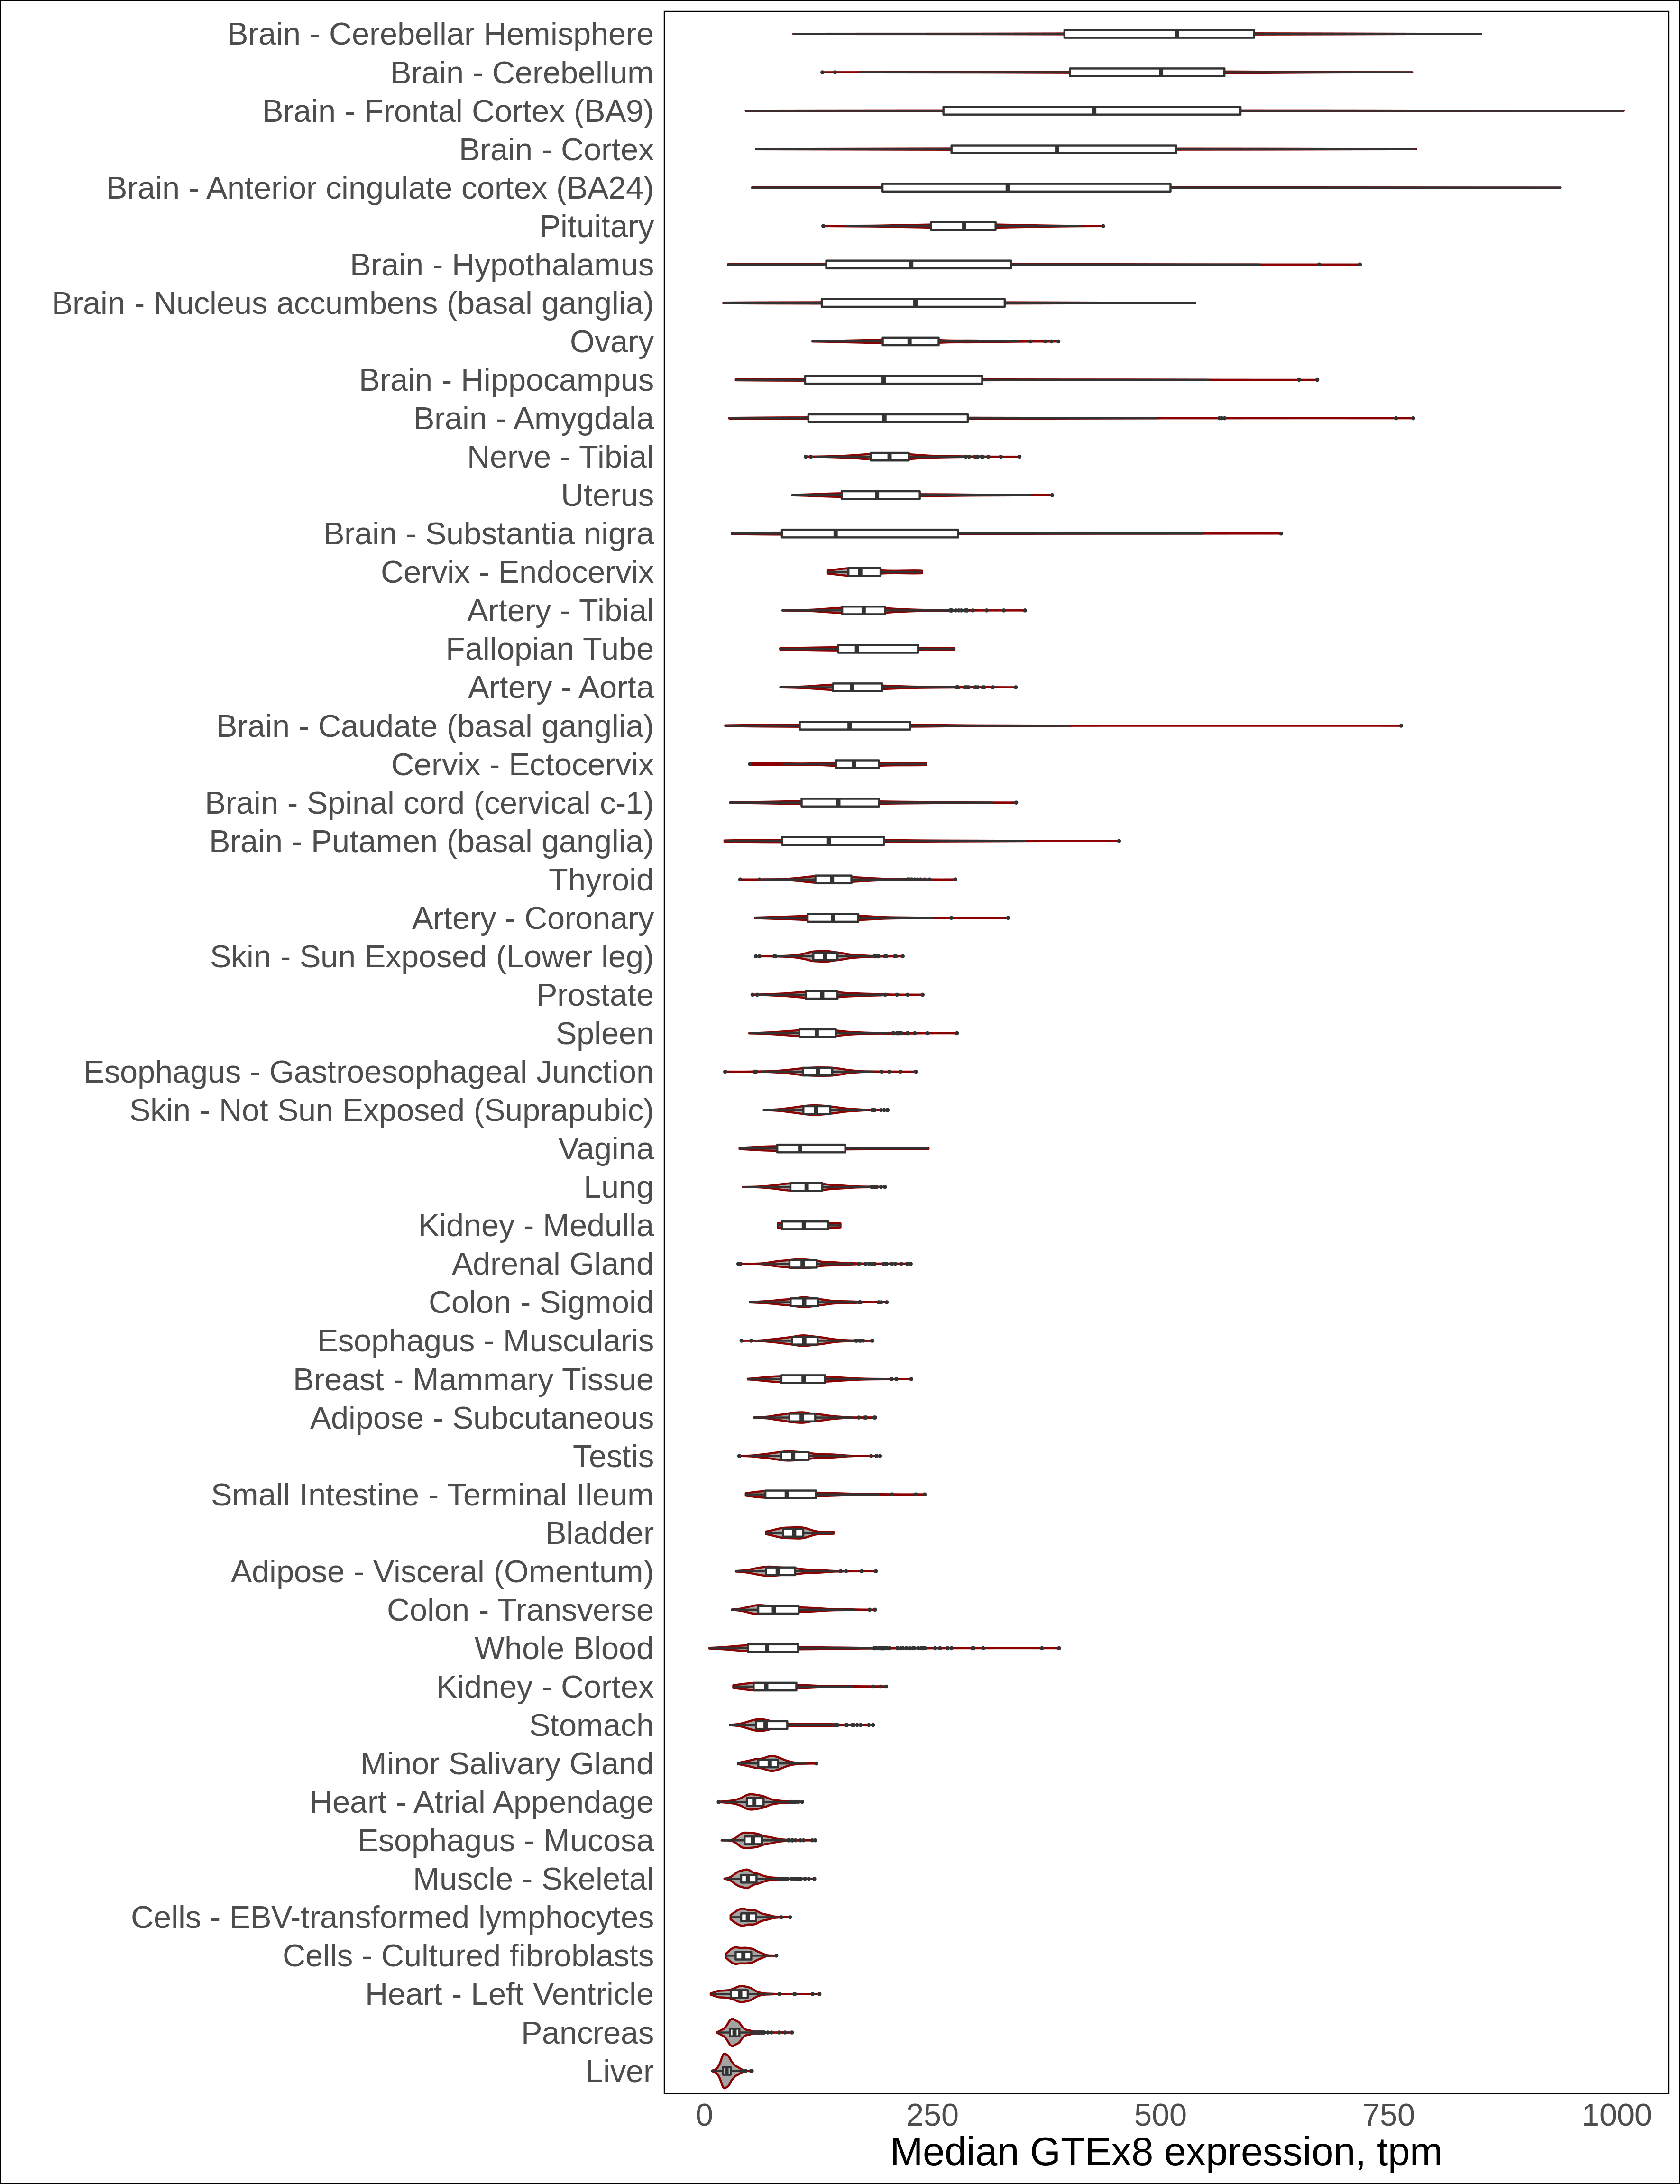 Brain - Cerebellar Hemisphere
Brain - Cerebellum
Brain - Frontal Cortex (BA9)
Brain - Cortex
Brain - Anterior cingulate cortex (BA24)
Pituitary
Brain - Hypothalamus
Brain - Nucleus accumbens (basal ganglia)
Ovary
Brain - Hippocampus
Brain - Amygdala
Nerve - Tibial
Uterus
Brain - Substantia nigra
Cervix - Endocervix
Artery - Tibial
Fallopian Tube
Artery - Aorta
Brain - Caudate (basal ganglia)
Cervix - Ectocervix
Brain - Spinal cord (cervical c-1)
Brain - Putamen (basal ganglia)
Thyroid
Artery - Coronary
Skin - Sun Exposed (Lower leg)
Prostate
Spleen
Esophagus - Gastroesophageal Junction
Skin - Not Sun Exposed (Suprapubic)
Vagina
Lung
Kidney - Medulla
Adrenal Gland
Colon - Sigmoid
Esophagus - Muscularis
Breast - Mammary Tissue
Adipose - Subcutaneous
Testis
Small Intestine - Terminal Ileum
Bladder
Adipose - Visceral (Omentum)
Colon - Transverse
Whole Blood
Kidney - Cortex
Stomach
Minor Salivary Gland
Heart - Atrial Appendage
Esophagus - Mucosa
Muscle - Skeletal
Cells - EBV-transformed lymphocytes
Cells - Cultured fibroblasts
Heart - Left Ventricle
Pancreas
Liver
0 250 500 750 1000
Median GTEx8 expression, tpm